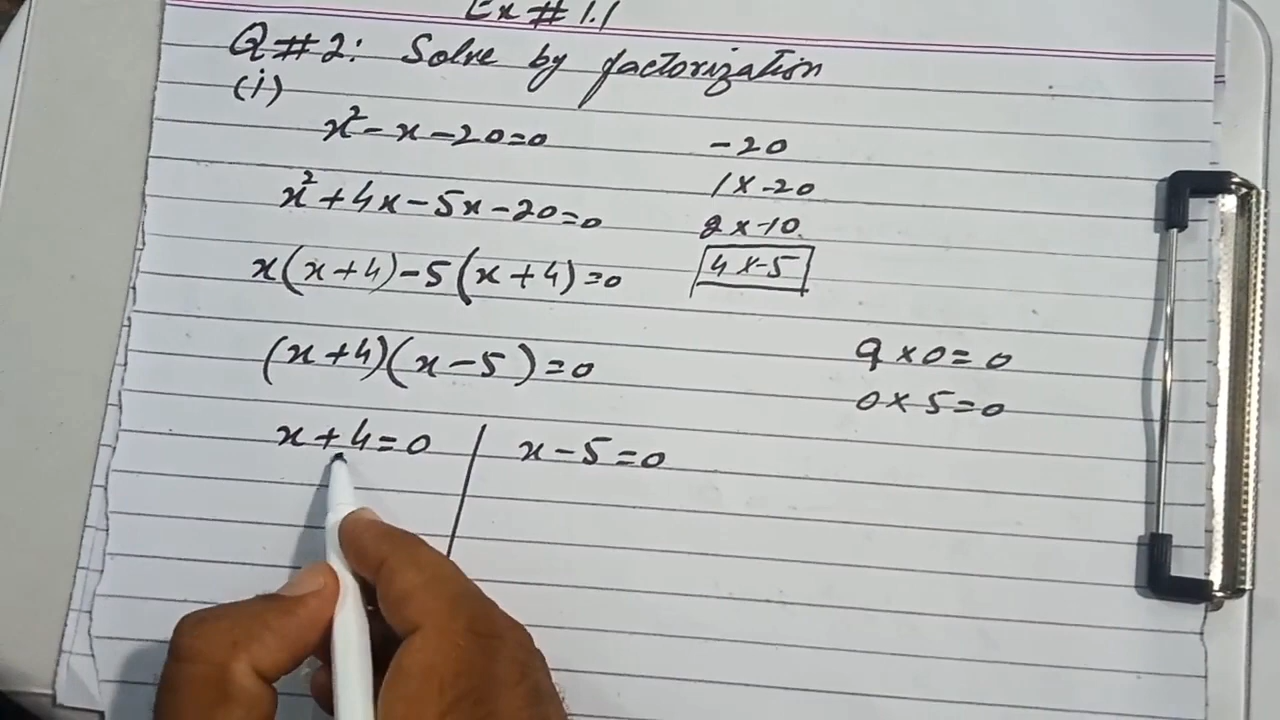 Ex # 1.1
Q # 2: Solve by factorization
(i)
x² - x - 20 = 0
x² + 4x - 5x - 20 = 0
x(x + 4) - 5(x + 4) = 0
(x + 4)(x - 5) = 0
x + 4 = 0 | x - 5 = 0
- 20
1 x -20
2 x -10
4 x -5
9 x 0 = 0
0 x 5 = 0